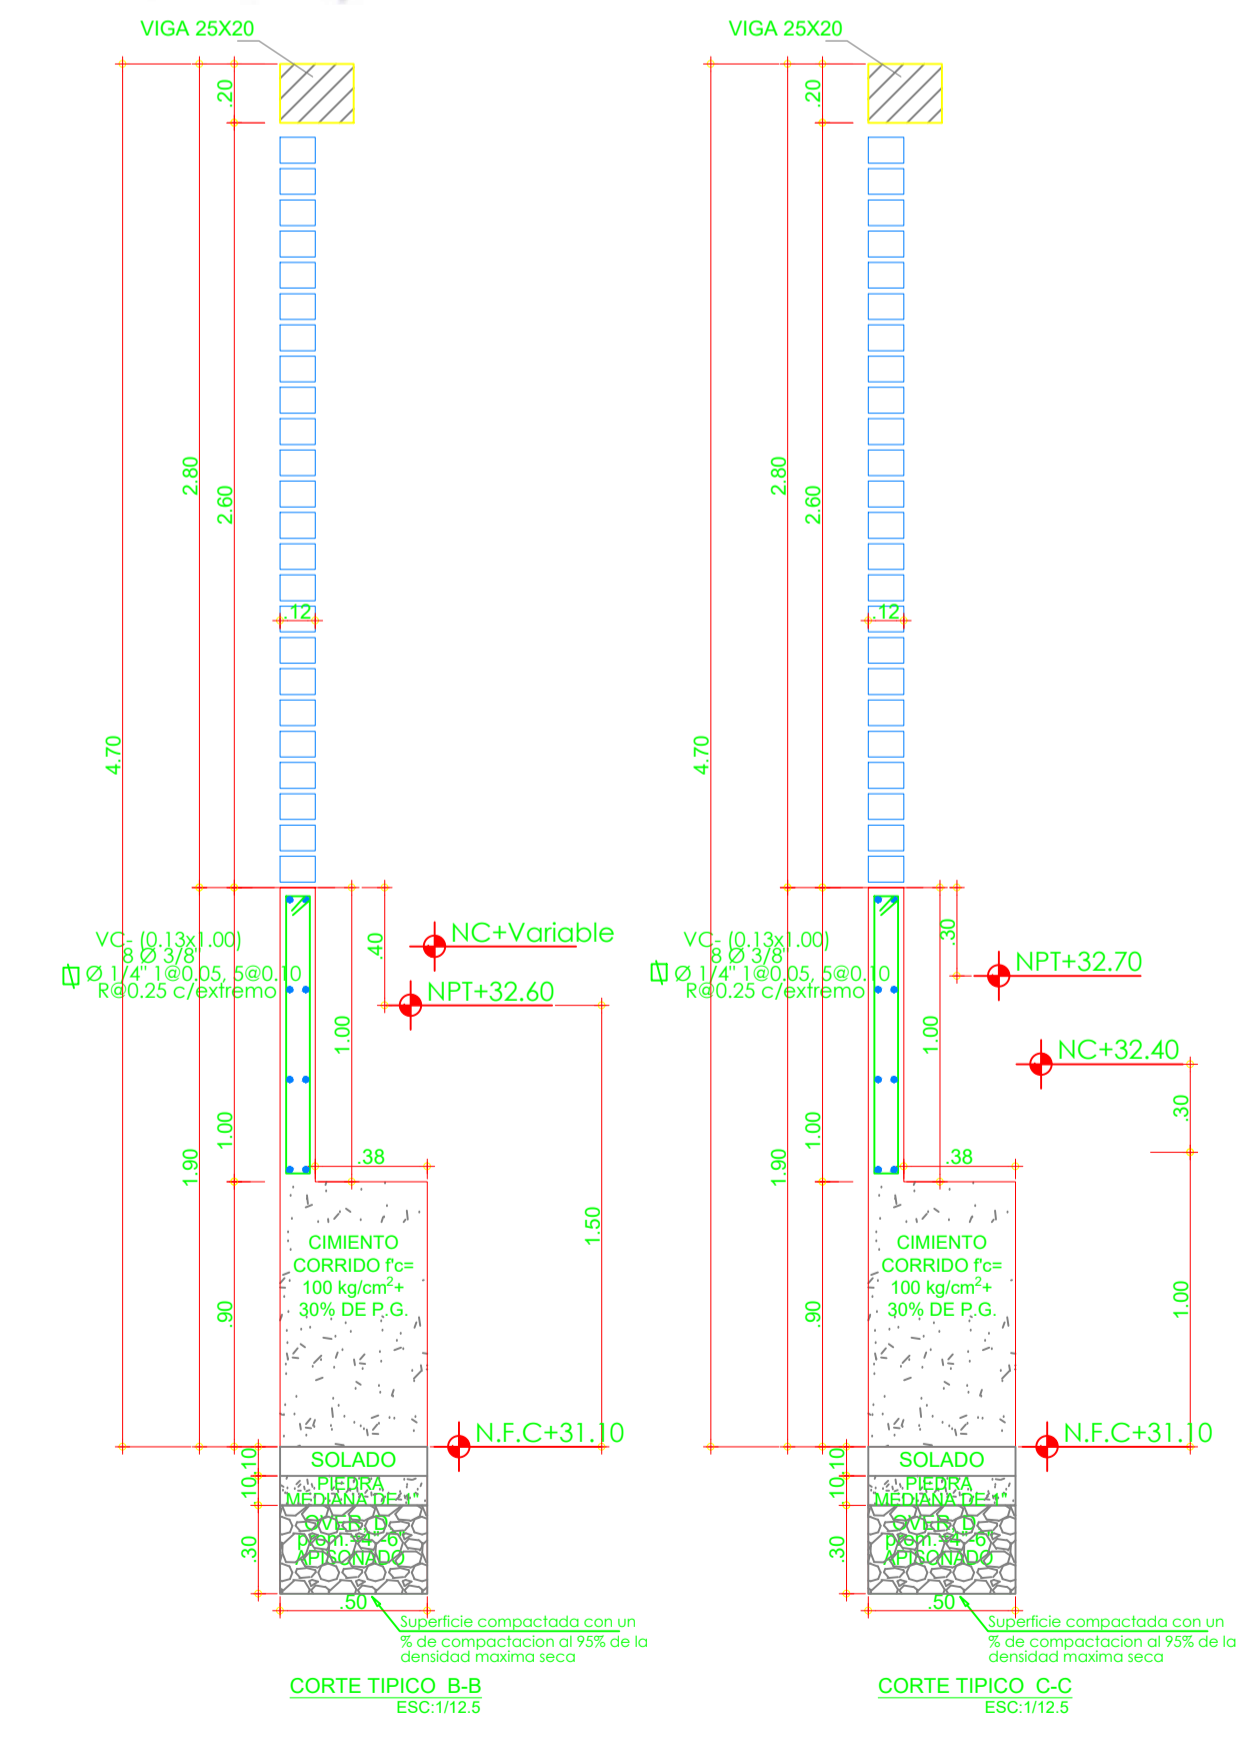 VIGA 25X20
.20
2.80
2.60
.12
4.70
VC- (0.13x1.00)
8 Ø 3/8"
Ø 1/4" 1@0.05, 5@0.10
R@0.25 c/extremo
.40
NC+Variable
NPT+32.60
1.00
1.00
1.90
.38
1.50
CIMIENTO
CORRIDO f'c=
100 kg/cm²+
30% DE P.G.
.90
N.F.C+31.10
.10
SOLADO
.10
PIEDRA
MEDIANA DE 1"
OVER D
prom.=4"-6"
APISONADO
.30
.50
Superficie compactada con un
% de compactacion al 95% de la
densidad maxima seca
CORTE TIPICO B-B
ESC:1/12.5
VIGA 25X20
.20
2.80
2.60
.12
4.70
VC- (0.13x1.00)
8 Ø 3/8"
Ø 1/4" 1@0.05, 5@0.10
R@0.25 c/extremo
.30
NPT+32.70
1.00
NC+32.40
.30
1.00
1.90
.38
CIMIENTO
CORRIDO f'c=
100 kg/cm²+
30% DE P.G.
.90
1.00
N.F.C+31.10
.10
SOLADO
.10
PIEDRA
MEDIANA DE 1"
OVER D
prom.=4"-6"
APISONADO
.30
.50
Superficie compactada con un
% de compactacion al 95% de la
densidad maxima seca
CORTE TIPICO C-C
ESC:1/12.5